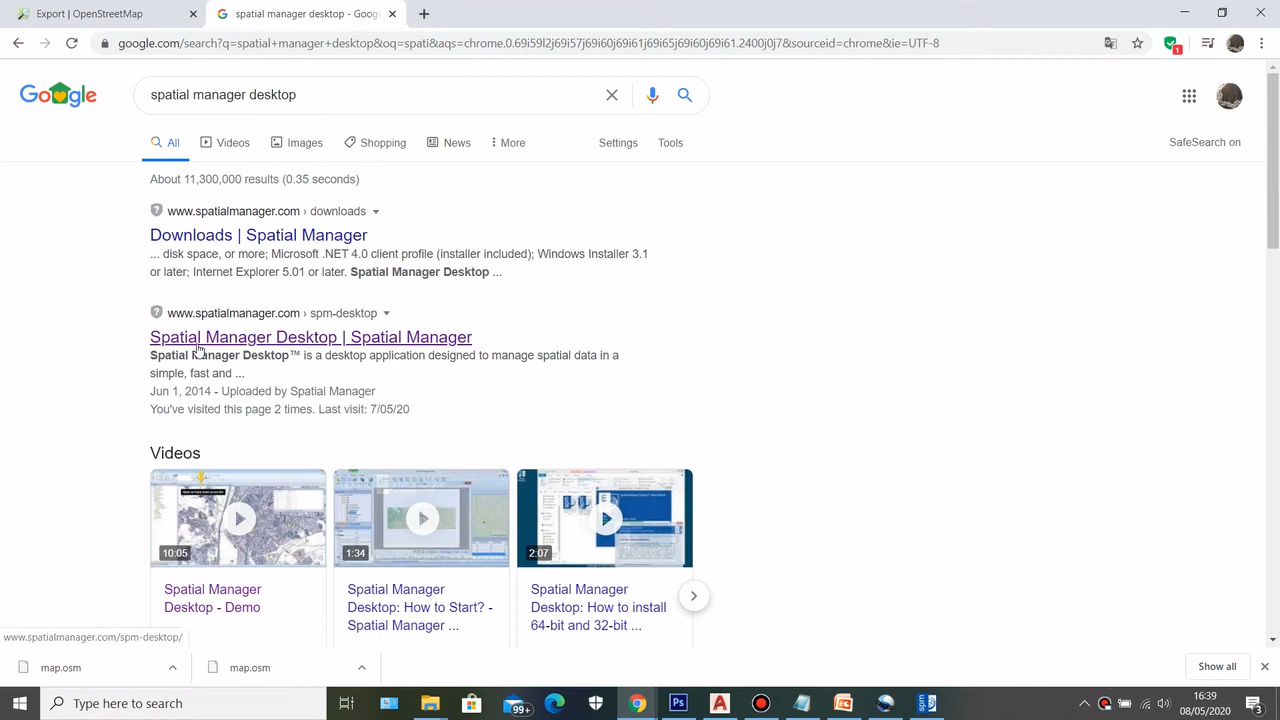 Export | OpenStreetMap
spatial manager desktop - Goog
google.com/search?q=spatial+manager+desktop&oq=spati&aqs=chrome.0.69i59l2j69i57j69i60j69i61j69i65j69i60j69i61.2400j0j7&sourceid=chrome&ie=UTF-8
1
Google
spatial manager desktop
All
Videos
Images
Shopping
News
More
Settings
Tools
SafeSearch on
About 11,300,000 results (0.35 seconds)
www.spatialmanager.com › downloads
Downloads | Spatial Manager
... disk space, or more; Microsoft .NET 4.0 client profile (installer included); Windows Installer 3.1
or later; Internet Explorer 5.01 or later. Spatial Manager Desktop ...
www.spatialmanager.com › spm-desktop
Spatial Manager Desktop | Spatial Manager
Spatial Manager Desktop™ is a desktop application designed to manage spatial data in a
simple, fast and ...
Jun 1, 2014 - Uploaded by Spatial Manager
You've visited this page 2 times. Last visit: 7/05/20
Videos
10:05
1:34
2:07
Spatial Manager
Desktop - Demo
Spatial Manager
Desktop: How to Start? -
Spatial Manager ...
Spatial Manager
Desktop: How to install
64-bit and 32-bit ...
www.spatialmanager.com/spm-desktop/
map.osm
map.osm
Show all
Type here to search
99+
Ps
A
spm
16:39
08/05/2020
3